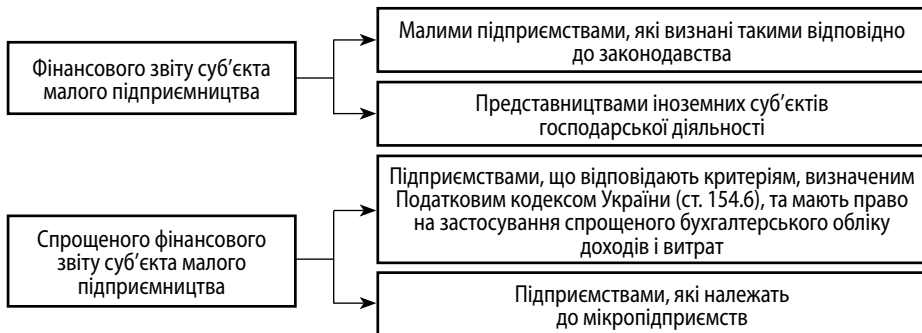 Фінансового звіту суб’єкта
малого підприємництва
Малими підприємствами, які визнані такими відповідно
до законодавства
Представництвами іноземних суб’єктів
господарської діяльності
Спрощеного фінансового
звіту суб’єкта малого
підприємництва
Підприємствами, що відповідають критеріям, визначеним
Податковим кодексом України (ст. 154.6), та мають право
на застосування спрощеного бухгалтерського обліку
доходів і витрат
Підприємствами, які належать
до мікропідприємств